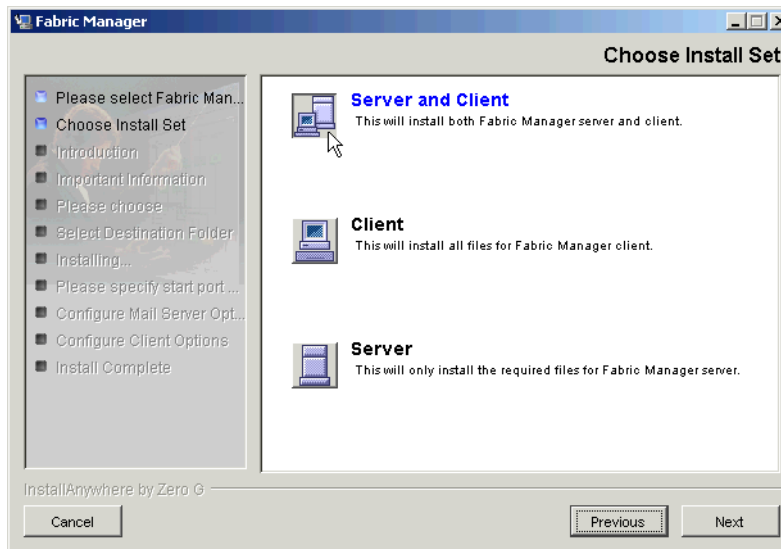 Fabric Manager
Choose Install Set
Please select Fabric Man...
Choose Install Set
Introduction
Important Information
Please choose
Select Destination Folder
Installing...
Please specify start port ...
Configure Mail Server Opt...
Configure Client Options
Install Complete
Server and Client
This will install both Fabric Manager server and client.
Client
This will install all files for Fabric Manager client.
Server
This will only install the required files for Fabric Manager server.
InstallAnywhere by Zero G
Cancel
Previous
Next